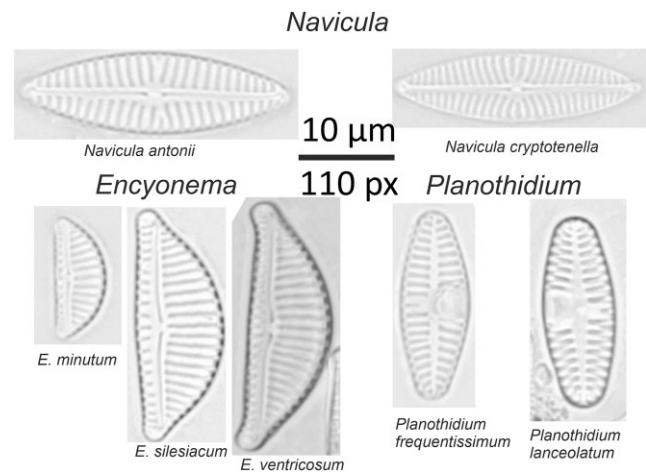 Navicula
Navicula antonii
Navicula cryptotenella
10 µm
110 px
Encyonema
Planothidium
E. minutum
E. silesiacum
E. ventricosum
Planothidium
frequentissimum
Planothidium
lanceolatum